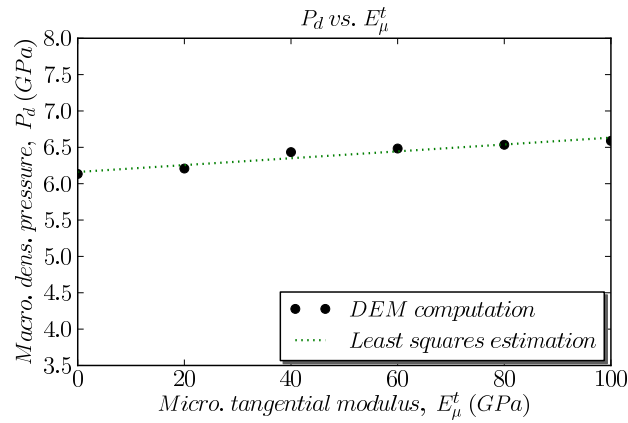 P_d vs. E_μ^t
8.0
7.5
7.0
6.5
6.0
5.5
5.0
4.5
4.0
3.5
Macro. dens. pressure, P_d (GPa)
DEM computation
Least squares estimation
0 20 40 60 80 100
Micro. tangential modulus, E_μ^t (GPa)